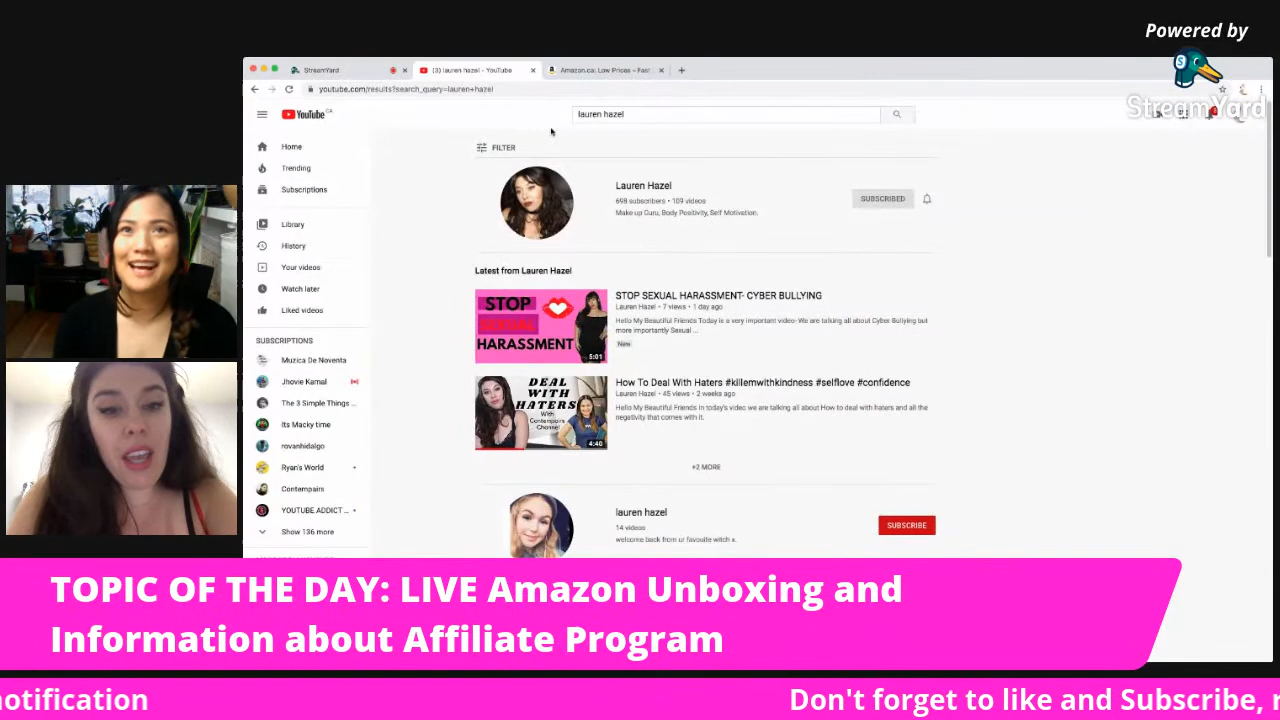 Powered by
StreamYard
StreamYard
(3) lauren hazel - YouTube
Amazon.ca: Low Prices – Fast
youtube.com/results?search_query=lauren+hazel
YouTube CA
lauren hazel
FILTER
Home
Trending
Subscriptions
Library
History
Your videos
Watch later
Liked videos
SUBSCRIPTIONS
Muzica De Noventa
Jhovie Kamal
The 3 Simple Things ...
Its Macky time
rovanhidalgo
Ryan's World
Contempairs
YOUTUBE ADDICT ...
Show 136 more
Lauren Hazel
698 subscribers • 109 videos
Make up Guru, Body Positivity, Self Motivation.
SUBSCRIBED
Latest from Lauren Hazel
STOP
SEXUAL
HARASSMENT
5:01
STOP SEXUAL HARASSMENT- CYBER BULLYING
Lauren Hazel • 7 views • 1 day ago
Hello My Beautiful Friends Today is a very important video- We are talking all about Cyber Bullying but
more importantly Sexual ...
New
DEAL
WITH
HATERS
With
Contempairs
Channel
4:40
How To Deal With Haters #killemwithkindness #selflove #confidence
Lauren Hazel • 45 views • 2 weeks ago
Hello My Beautiful Friends In today's video we are talking all about How to deal with haters and all the
negativity that comes with it.
+2 MORE
lauren hazel
14 videos
welcome back from ur favourite witch x.
SUBSCRIBE
TOPIC OF THE DAY: LIVE Amazon Unboxing and
Information about Affiliate Program
notification
Don't forget to like and Subscribe, r